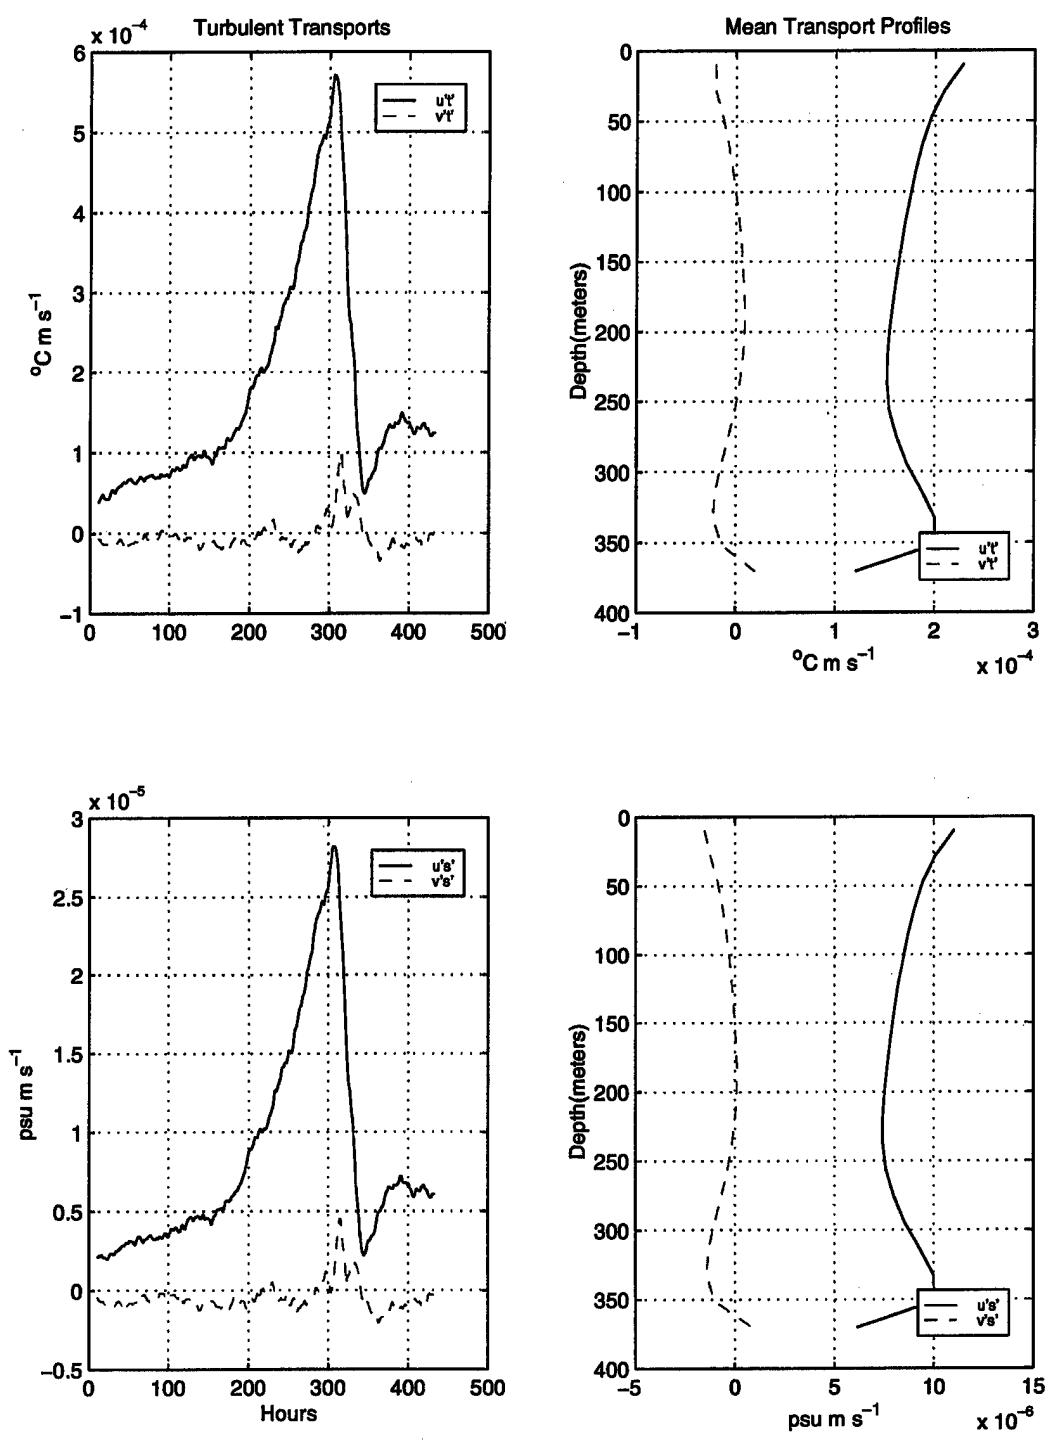 Turbulent Transports
x 10⁻⁴
6
5
4
3
2
1
0
−1
⁰C m s⁻¹
u't'
v't'
0 100 200 300 400 500
Mean Transport Profiles
0
50
100
150
200
250
300
350
400
Depth(meters)
u't'
v't'
−1 0 1 2 3
⁰C m s⁻¹
x 10⁻⁴
x 10⁻⁵
3
2.5
2
1.5
1
0.5
0
−0.5
psu m s⁻¹
u's'
v's'
0 100 200 300 400 500
Hours
0
50
100
150
200
250
300
350
400
Depth(meters)
u's'
v's'
−5 0 5 10 15
psu m s⁻¹
x 10⁻⁶